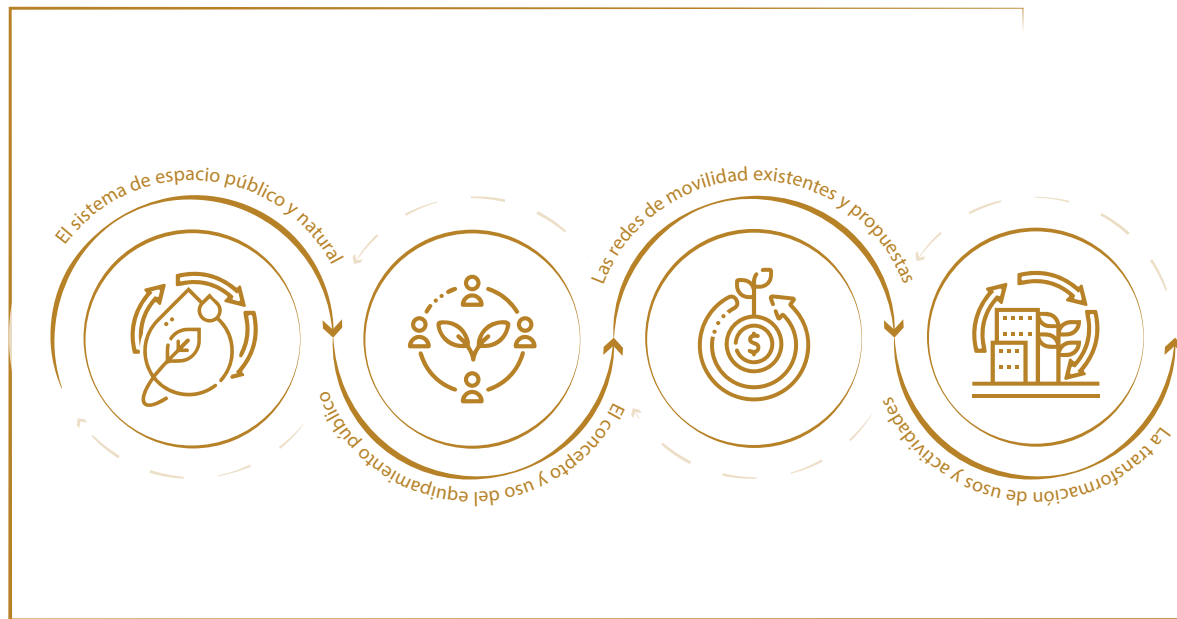 El sistema de espacio público y natural
El concepto y uso del equipamiento público
Las redes de movilidad existentes y propuestas
La transformación de usos y actividades
$